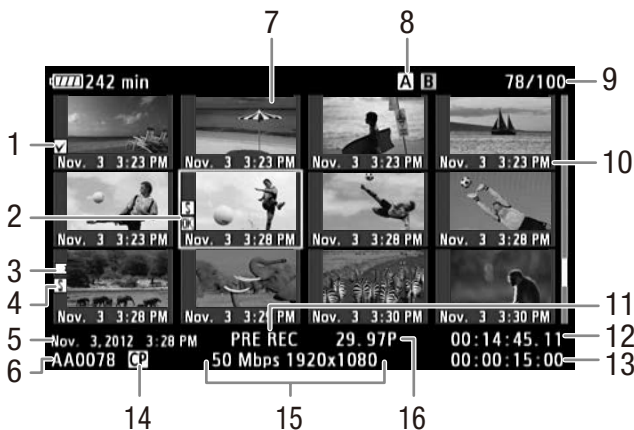 7 8
242 min A B 78/100 9
1
Nov. 3 3:23 PM Nov. 3 3:23 PM Nov. 3 3:23 PM Nov. 3 3:23 PM 10
2 S
OK
Nov. 3 3:23 PM Nov. 3 3:28 PM Nov. 3 3:28 PM Nov. 3 3:28 PM
3
4 S
11
Nov. 3 3:28 PM Nov. 3 3:29 PM Nov. 3 3:30 PM Nov. 3 3:30 PM
5 Nov. 3, 2012 3:28 PM PRE REC 29.97P 00:14:45.11 12
6 AA0078 CP 50 Mbps 1920x1080 00:00:15:00 13
14 15 16